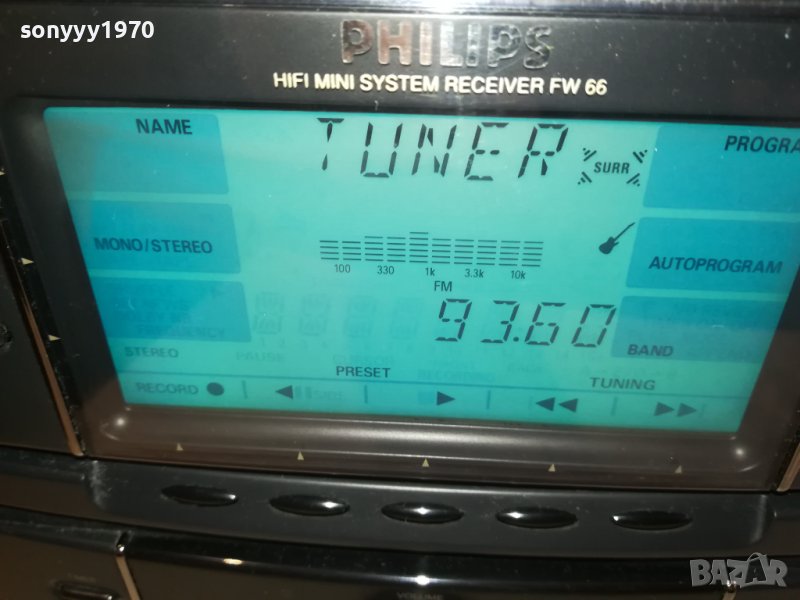 sonyyy1970
PHILIPS
HIFI MINI SYSTEM RECEIVER FW 66
NAME
TUNER
SURR
PROGRA
MONO/STEREO
100 330 1k 3.3k 10k
AUTOPROGRAM
FM
93.60
STEREO
BAND
PRESET
TUNING
RECORD
BAZAR